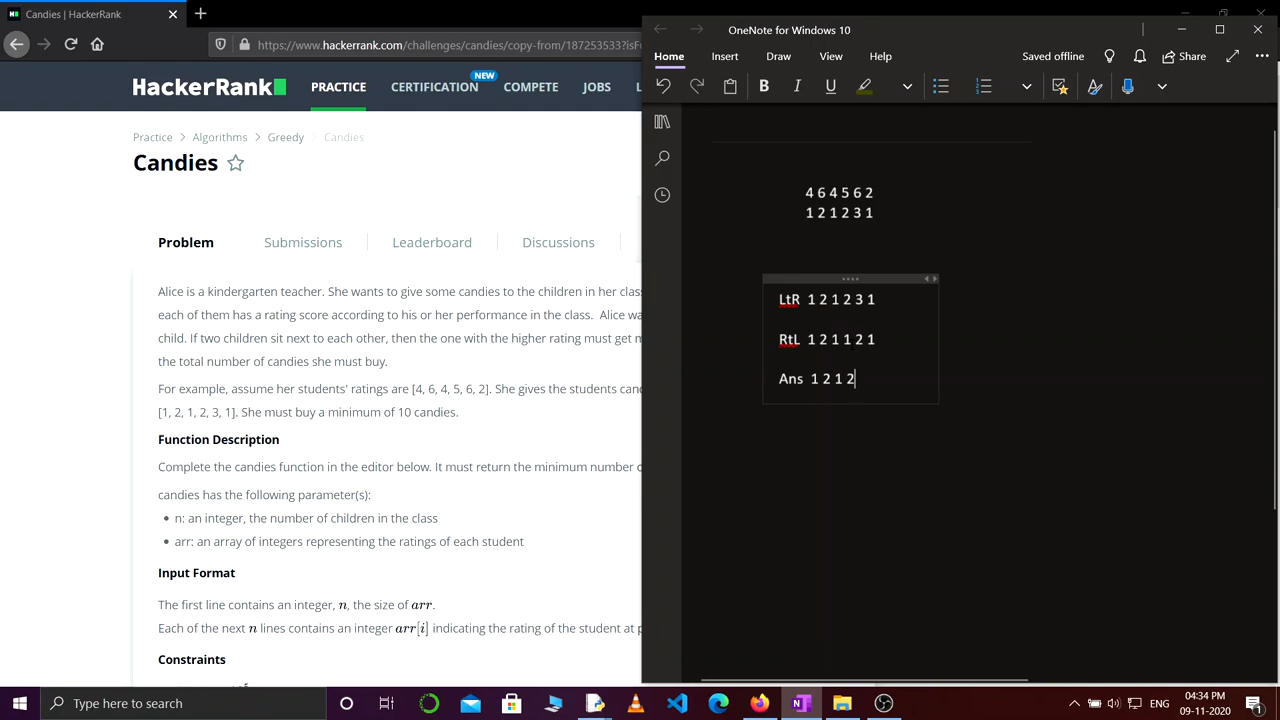 Candies | HackerRank
https://www.hackerrank.com/challenges/candies/copy-from/187253533?isFu
HackerRank
PRACTICE
CERTIFICATION
NEW
COMPETE
JOBS
L
Practice > Algorithms > Greedy > Candies
Candies
Problem
Submissions
Leaderboard
Discussions
Alice is a kindergarten teacher. She wants to give some candies to the children in her clas
each of them has a rating score according to his or her performance in the class. Alice wa
child. If two children sit next to each other, then the one with the higher rating must get m
the total number of candies she must buy.
For example, assume her students' ratings are [4, 6, 4, 5, 6, 2]. She gives the students can
[1, 2, 1, 2, 3, 1]. She must buy a minimum of 10 candies.
Function Description
Complete the candies function in the editor below. It must return the minimum number o
candies has the following parameter(s):
• n: an integer, the number of children in the class
• arr: an array of integers representing the ratings of each student
Input Format
The first line contains an integer, n, the size of arr.
Each of the next n lines contains an integer arr[i] indicating the rating of the student at p
Constraints
OneNote for Windows 10
Home
Insert
Draw
View
Help
Saved offline
Share
B I U
4 6 4 5 6 2
1 2 1 2 3 1
LtR 1 2 1 2 3 1
RtL 1 2 1 1 2 1
Ans 1 2 1 2
Type here to search
ENG
04:34 PM
09-11-2020
1